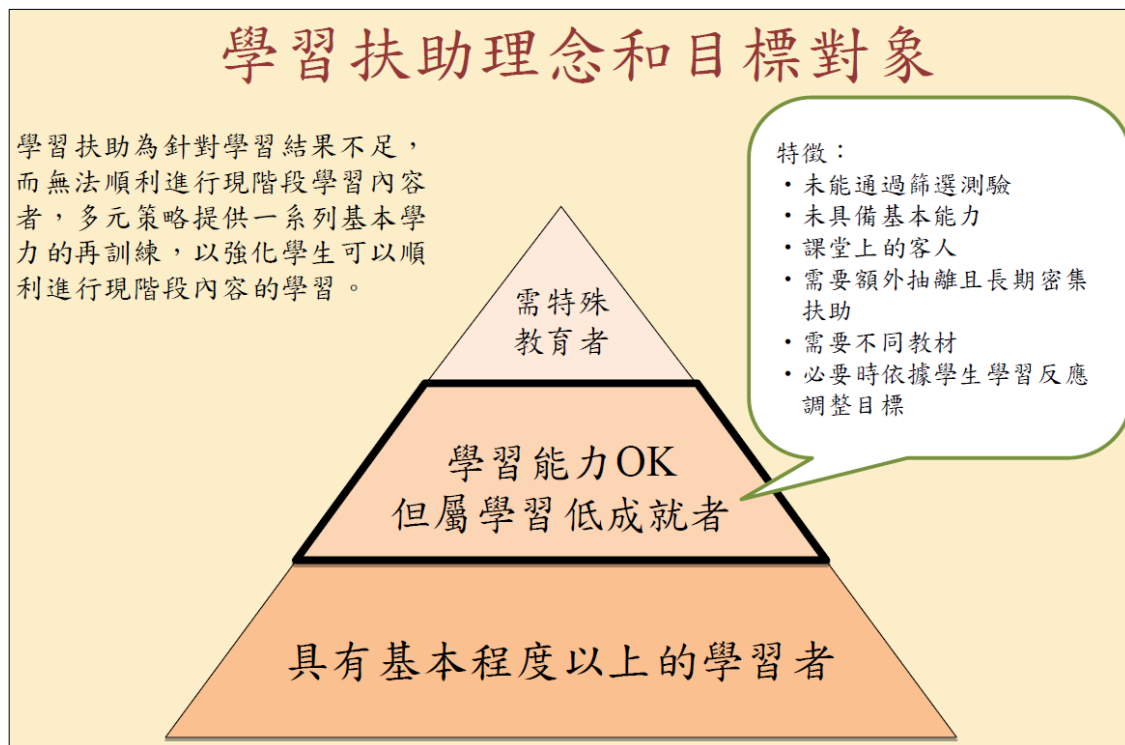 學習扶助理念和目標對象
學習扶助為針對學習結果不足，
而無法順利進行現階段學習內容
者，多元策略提供一系列基本學
力的再訓練，以強化學生可以順
利進行現階段內容的學習。
特徵：
・未能通過篩選測驗
・未具備基本能力
・課堂上的客人
・需要額外抽離且長期密集
扶助
・需要不同教材
・必要時依據學生學習反應
調整目標
需特殊
教育者
學習能力OK
但屬學習低成就者
具有基本程度以上的學習者